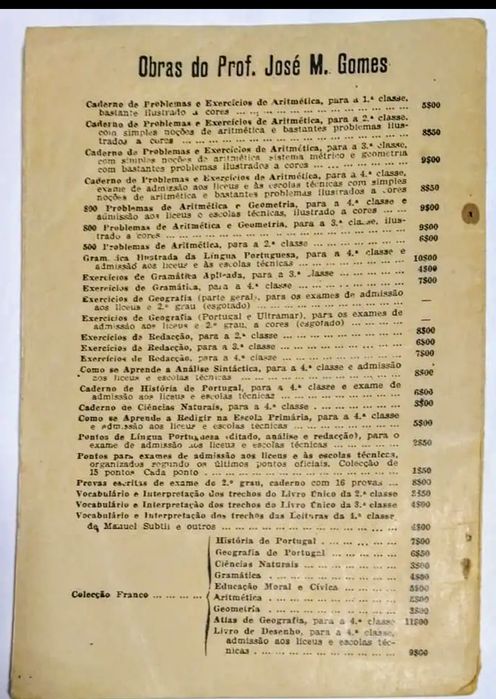 Obras do Prof. José M. Gomes
Caderno de Problemas e Exercícios de Aritmética, para a 1.ª classe,
bastante ilustrado a cores ... 5$00
Caderno de Problemas e Exercícios de Aritmética, para a 2.ª classe,
com simples noções de aritmética e bastantes problemas ilus-
trados a cores ... 8$50
Caderno de Problemas e Exercícios de Aritmética, para a 3.ª classe,
com simples noções de aritmética sistema métrico e geometria
com bastantes problemas ilustrados a cores ... 9$00
Caderno de Problemas e Exercícios de Aritmética, para a 4.ª classe,
exame de admissão aos liceus e às escolas técnicas com simples
noções de aritmética e bastantes problemas ilustrados a cores 8$50
Problemas de Aritmética e Geometria, para a 4.ª classe e
admissão aos liceus e escolas técnicas, ilustrado a cores ... 9$00
800 Problemas de Aritmética e Geometria, para a 3.ª classe, ilus-
trado a cores ... 9$00
500 Problemas de Aritmética, para a 2.ª classe ... 6$00
Gramática Ilustrada da Língua Portuguesa, para a 4.ª classe e
admissão aos liceus e às escolas técnicas ... 10$00
Exercícios de Gramática Aplicada, para a 3.ª classe ... 4$00
Exercícios de Gramática, para a 4.ª classe ... 7$00
Exercícios de Geografia (parte geral), para os exames de admissão
aos liceus e 2.º grau (esgotado) ... —
Exercícios de Geografia (Portugal e Ultramar), para os exames de
admissão aos liceus e 2.º grau, a cores (esgotado) ... —
Exercícios de Redacção, para a 2.ª classe ... 8$00
Exercícios de Redacção, para a 3.ª classe ... 6$00
Exercícios de Redacção, para a 4.ª classe ... 7$00
Como se Aprende a Análise Sintáctica, para a 4.ª classe e admissão
aos liceus e escolas técnicas ... 8$00
Caderno de História de Portugal, para a 4.ª classe e exame de
admissão aos liceus e escolas técnicas ... 6$00
Caderno de Ciências Naturais, para a 4.ª classe ... 3$00
Como se Aprende a Redigir na Escola Primária, para a 4.ª classe
e admissão aos liceus e escolas técnicas ... 5$00
Pontos de Língua Portuguesa (ditado, análise e redacção), para o
exame de admissão aos liceus e às escolas técnicas ... 2$50
Pontos para exames de admissão aos liceus e às escolas técnicas,
organizados segundo os últimos pontos oficiais. Colecção de
15 pontos Cada ponto ... 1$50
Provas escritas de exame do 2.º grau, caderno com 16 provas ... 8$00
Vocabulário e Interpretação dos trechos do Livro Único da 2.ª classe 3$50
Vocabulário e Interpretação dos trechos do Livro Único da 3.ª classe 4$00
Vocabulário e Interpretação dos trechos das Leituras da 4.ª classe
de Manuel Subtil e outros ...
Colecção Franco ...
História de Portugal ... 7$00
Geografia de Portugal ... 6$50
Ciências Naturais ... 3$00
Gramática ... 4$50
Educação Moral e Cívica ...
Aritmética ...
Geometria ... 3$00
Atlas de Geografia, para a 4.ª classe 11$00
Livro de Desenho, para a 4.ª classe,
admissão aos liceus e escolas téc-
nicas ... 9$00